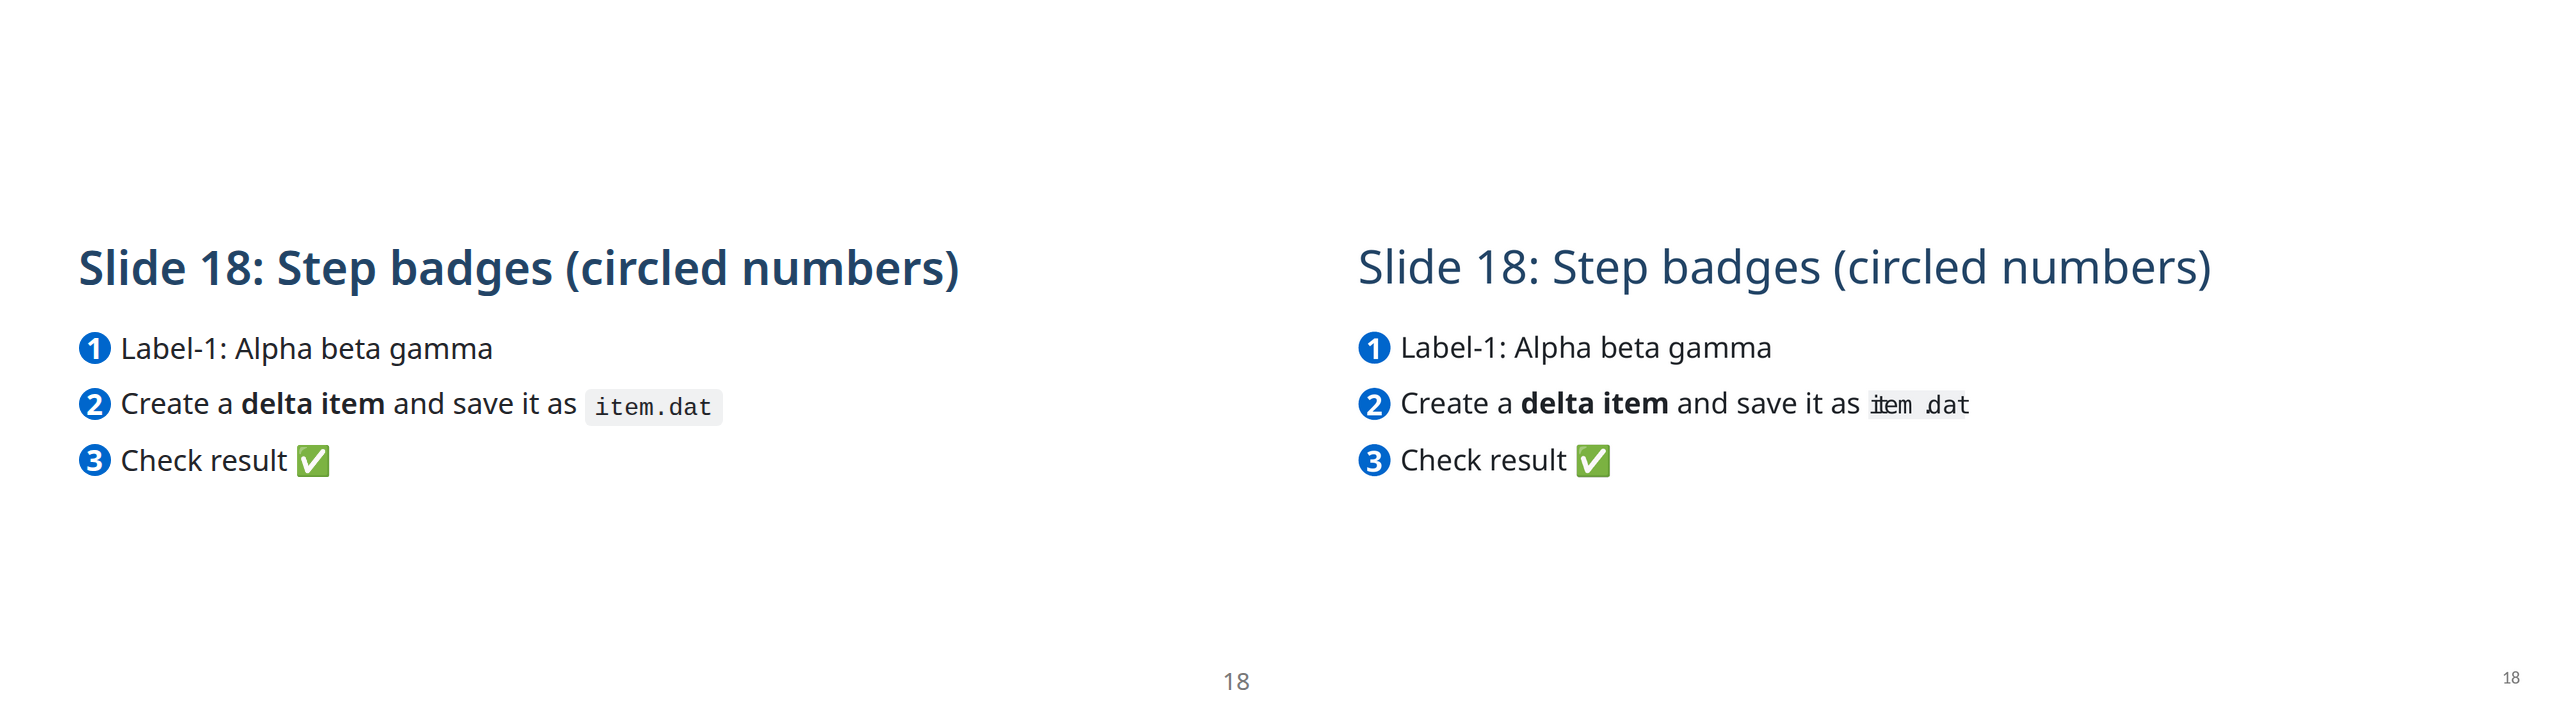 Slide 18: Step badges (circled numbers)
1 Label-1: Alpha beta gamma
2 Create a delta item and save it as item.dat
3 Check result ✅
18
Slide 18: Step badges (circled numbers)
1 Label-1: Alpha beta gamma
2 Create a delta item and save it as item.dat
3 Check result ✅
18